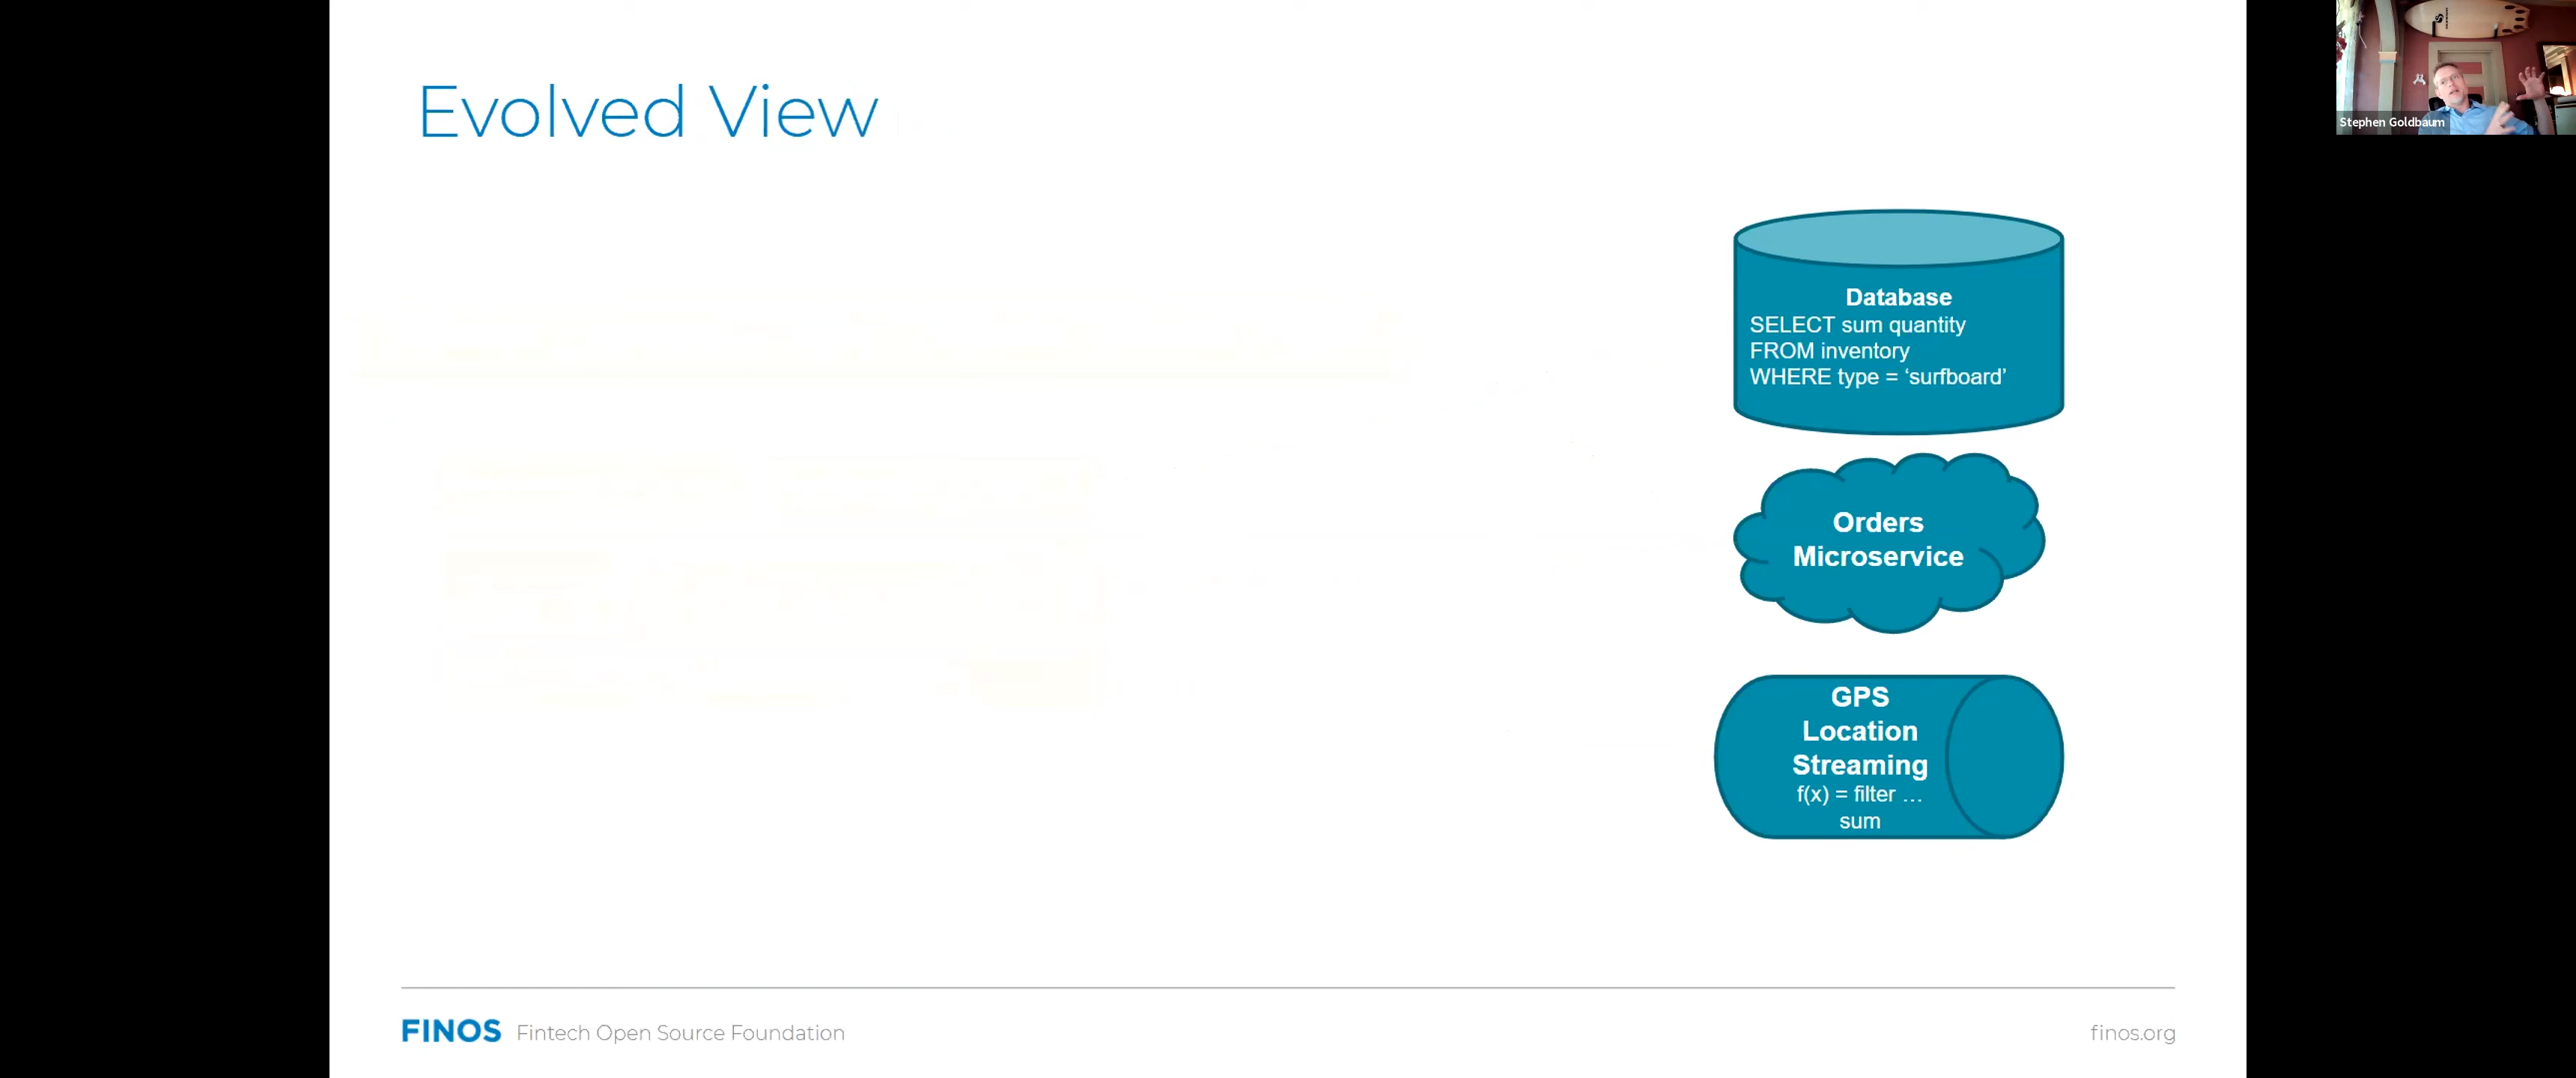 Evolved View
Stephen Goldbaum
Database
SELECT sum quantity
FROM inventory
WHERE type = ‘surfboard’
Orders
Microservice
GPS
Location
Streaming
f(x) = filter …
sum
FINOS Fintech Open Source Foundation
finos.org